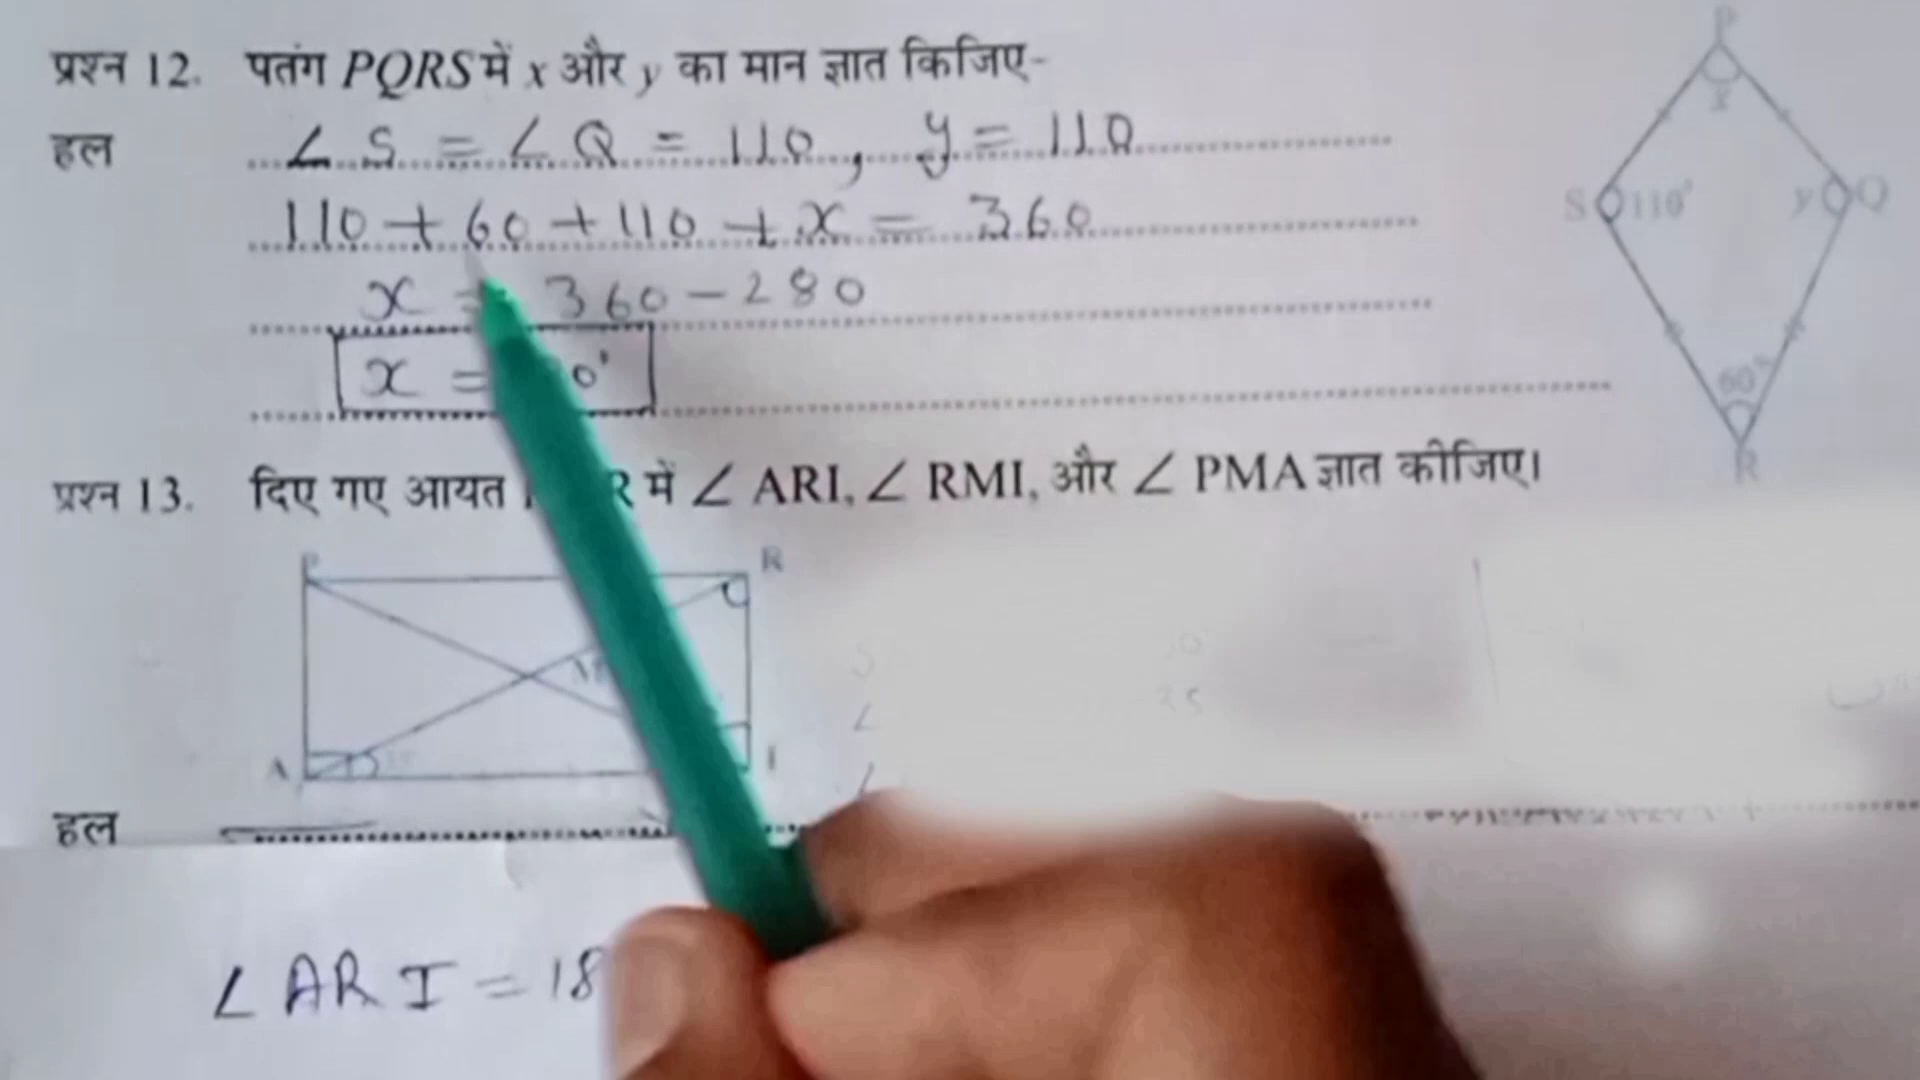 प्रश्न 12. पतंग PQRS में x और y का मान ज्ञात किजिए-
हल ∠ S = ∠ Q = 110, y = 110
110 + 60 + 110 + x = 360
x = 360 - 280
x = 0°
P
x
S 110° y Q
60°
R
प्रश्न 13. दिए गए आयत R में ∠ ARI, ∠ RMI, और ∠ PMA ज्ञात कीजिए।
P R
M
A I
हल
∠ ARI = 18